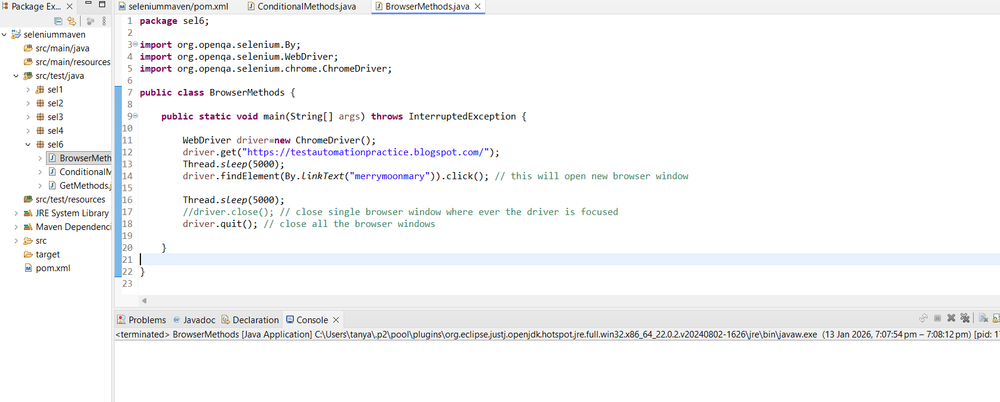 Package Ex...
seleniummaven
src/main/java
src/main/resources
src/test/java
sel1
sel2
sel3
sel4
sel6
BrowserMeth
ConditionalM
GetMethods.j
src/test/resources
JRE System Library
Maven Dependenci
src
target
pom.xml
seleniummaven/pom.xml ConditionalMethods.java BrowserMethods.java
1 package sel6;
2
3 import org.openqa.selenium.By;
4 import org.openqa.selenium.WebDriver;
5 import org.openqa.selenium.chrome.ChromeDriver;
6
7 public class BrowserMethods {
8
9     public static void main(String[] args) throws InterruptedException {
10
11         WebDriver driver=new ChromeDriver();
12         driver.get("https://testautomationpractice.blogspot.com/");
13         Thread.sleep(5000);
14         driver.findElement(By.linkText("merrymoonmary")).click(); // this will open new browser window
15
16         Thread.sleep(5000);
17         //driver.close(); // close single browser window where ever the driver is focused
18         driver.quit(); // close all the browser windows
19
20     }
21
22 }
23
Problems @ Javadoc Declaration Console
<terminated> BrowserMethods [Java Application] C:\Users\tanya\.p2\pool\plugins\org.eclipse.justj.openjdk.hotspot.jre.full.win32.x86_64_22.0.2.v20240802-1626\jre\bin\javaw.exe (13 Jan 2026, 7:07:54 pm – 7:08:12 pm) [pid: 1